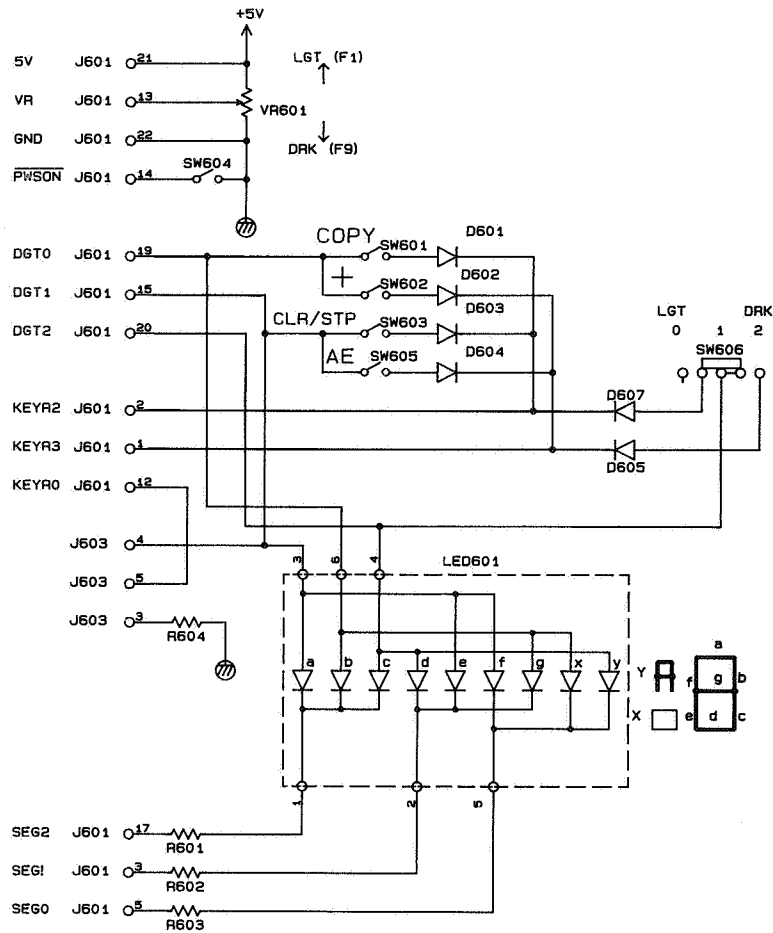 +5V
5V J601 21
LGT (F1)
VR J601 13
VR601
GND J601 22
DRK (F9)
PWSON J601 14
SW604
DGT0 J601 19
COPY SW601 D601
+ SW602 D602
DGT1 J601 15
D603
DGT2 J601 20
CLR/STP SW603
AE SW605 D604
LGT DRK
0 1 2
SW606
KEYR2 J601 2
D607
KEYR3 J601 1
D605
KEYR0 J601 12
J603 4
3 6 4
LED601
J603 5
J603 3
R604
a b c d e f g x y
Y
X
a
f g b
e d c
1 2 5
SEG2 J601 17
R601
SEG! J601 3
R602
SEG0 J601 5
R603